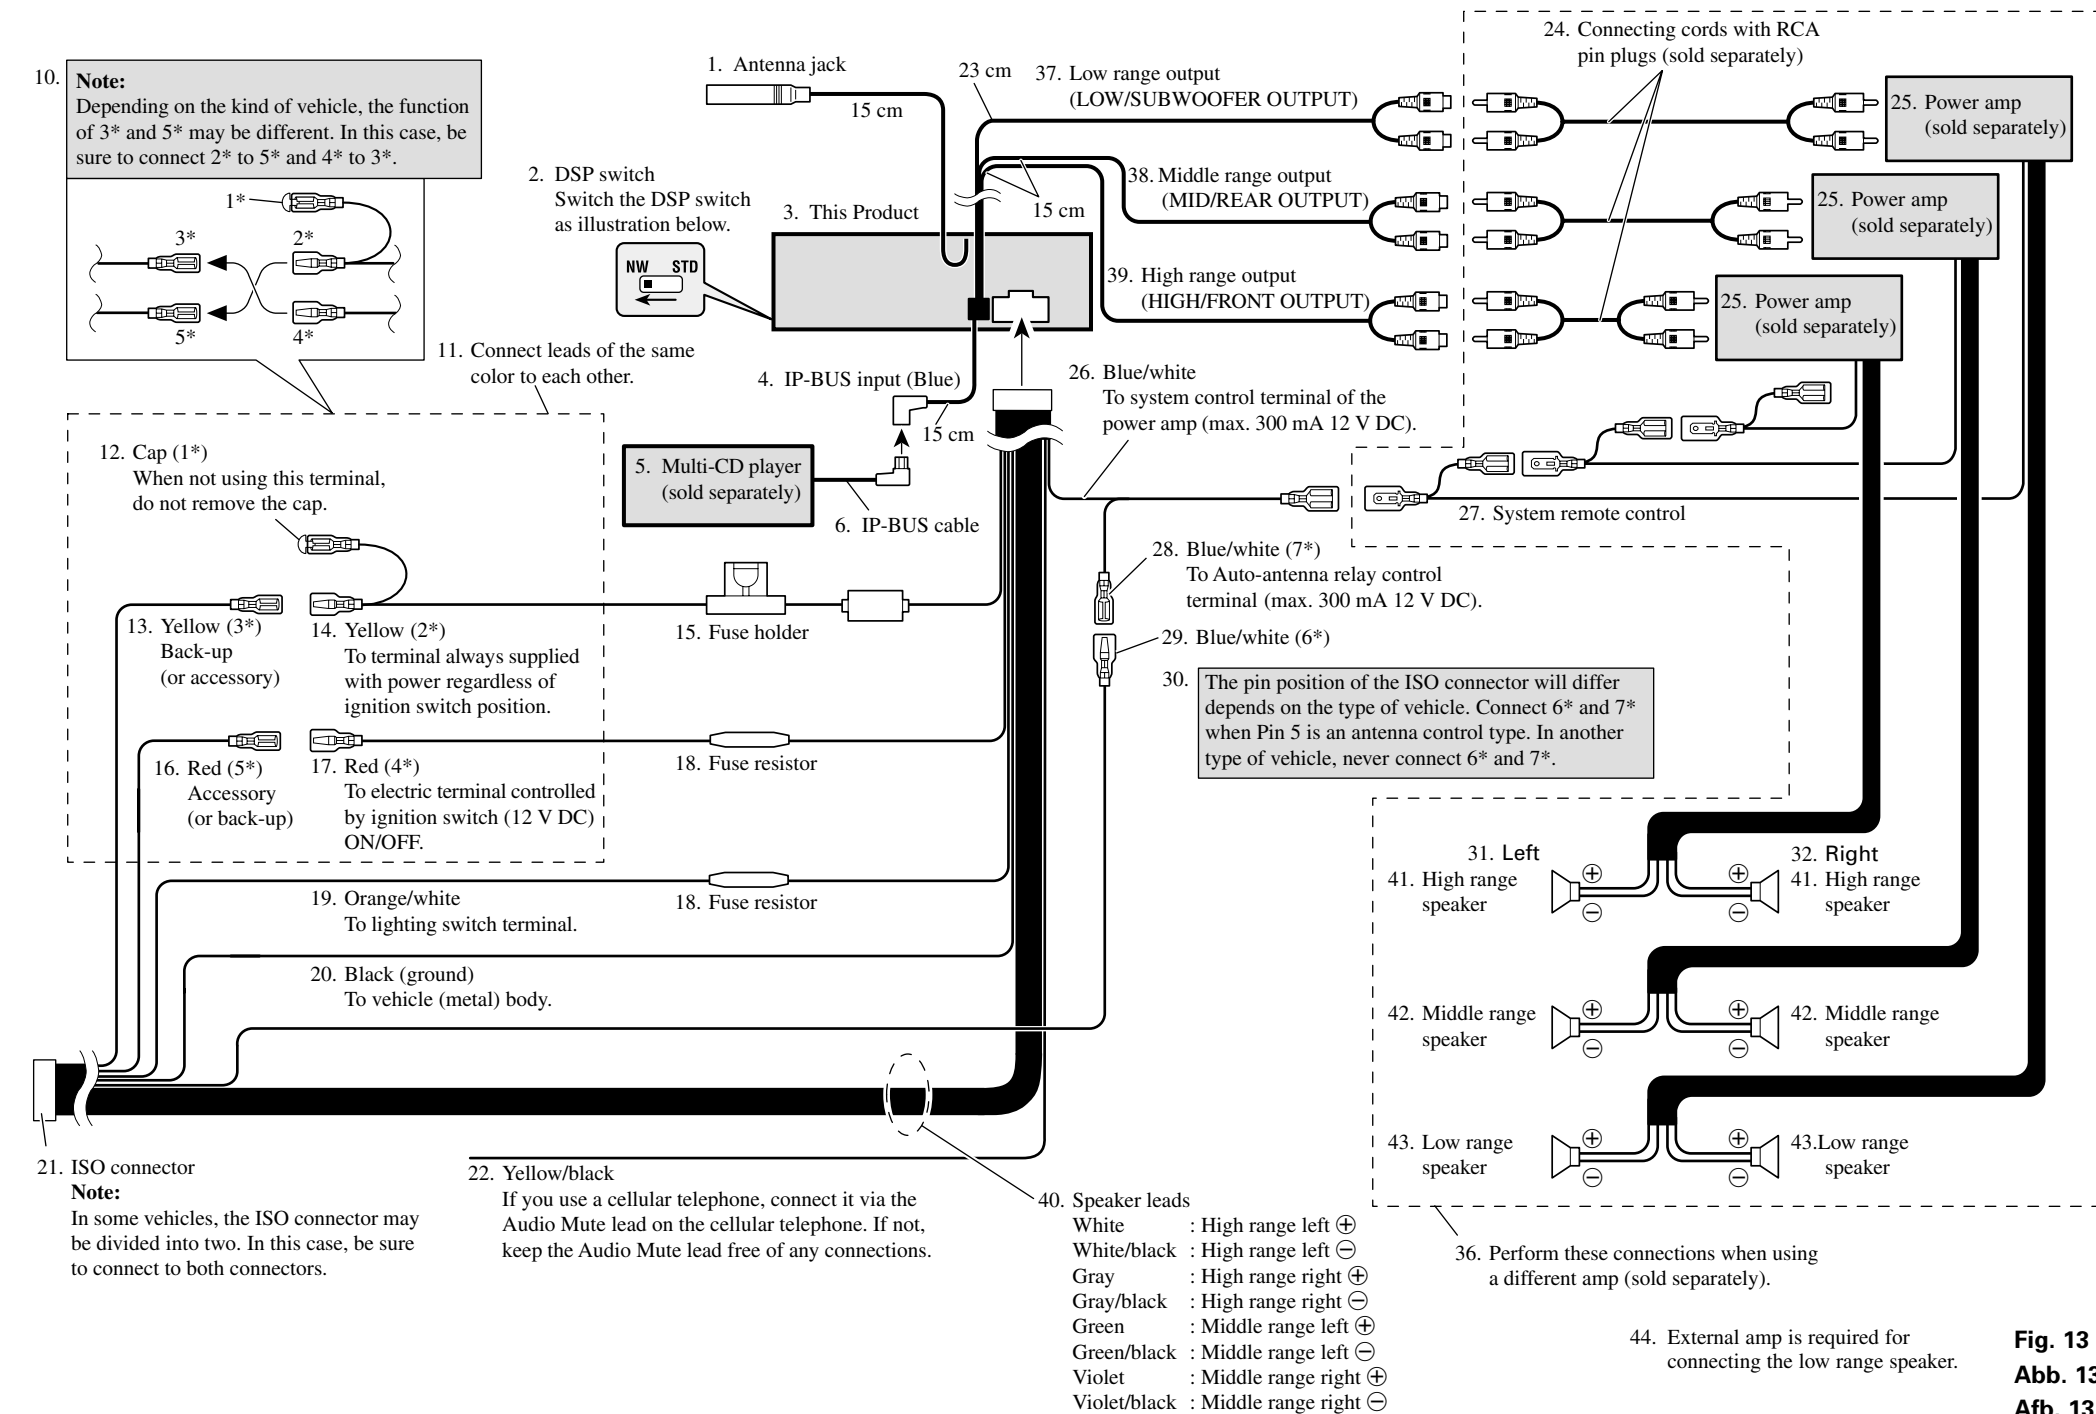 10. Note:
Depending on the kind of vehicle, the function
of 3* and 5* may be different. In this case, be
sure to connect 2* to 5* and 4* to 3*.
1*
3*
2*
5*
4*
11. Connect leads of the same
color to each other.
1. Antenna jack
15 cm
2. DSP switch
Switch the DSP switch
as illustration below.
NW STD
3. This Product
23 cm
15 cm
37. Low range output
(LOW/SUBWOOFER OUTPUT)
38. Middle range output
(MID/REAR OUTPUT)
39. High range output
(HIGH/FRONT OUTPUT)
24. Connecting cords with RCA
pin plugs (sold separately)
25. Power amp
(sold separately)
25. Power amp
(sold separately)
25. Power amp
(sold separately)
4. IP-BUS input (Blue)
15 cm
5. Multi-CD player
(sold separately)
6. IP-BUS cable
26. Blue/white
To system control terminal of the
power amp (max. 300 mA 12 V DC).
27. System remote control
12. Cap (1*)
When not using this terminal,
do not remove the cap.
13. Yellow (3*)
Back-up
(or accessory)
14. Yellow (2*)
To terminal always supplied
with power regardless of
ignition switch position.
15. Fuse holder
16. Red (5*)
Accessory
(or back-up)
17. Red (4*)
To electric terminal controlled
by ignition switch (12 V DC)
ON/OFF.
18. Fuse resistor
28. Blue/white (7*)
To Auto-antenna relay control
terminal (max. 300 mA 12 V DC).
29. Blue/white (6*)
30. The pin position of the ISO connector will differ
depends on the type of vehicle. Connect 6* and 7*
when Pin 5 is an antenna control type. In another
type of vehicle, never connect 6* and 7*.
19. Orange/white
To lighting switch terminal.
18. Fuse resistor
20. Black (ground)
To vehicle (metal) body.
31. Left
32. Right
41. High range
speaker
⊕
⊖
⊕
⊖
41. High range
speaker
42. Middle range
speaker
⊕
⊖
⊕
⊖
42. Middle range
speaker
43. Low range
speaker
⊕
⊖
⊕
⊖
43.Low range
speaker
21. ISO connector
Note:
In some vehicles, the ISO connector may
be divided into two. In this case, be sure
to connect to both connectors.
22. Yellow/black
If you use a cellular telephone, connect it via the
Audio Mute lead on the cellular telephone. If not,
keep the Audio Mute lead free of any connections.
40. Speaker leads
White : High range left ⊕
White/black : High range left ⊖
Gray : High range right ⊕
Gray/black : High range right ⊖
Green : Middle range left ⊕
Green/black : Middle range left ⊖
Violet : Middle range right ⊕
Violet/black : Middle range right ⊖
36. Perform these connections when using
a different amp (sold separately).
44. External amp is required for
connecting the low range speaker.
Fig. 13
Abb. 13
Afb. 13